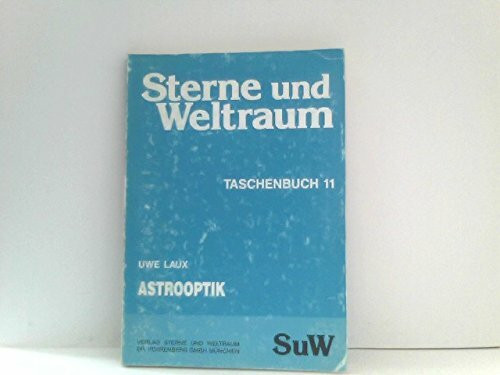 Sterne und
Weltraum
TASCHENBUCH 11
UWE LAUX
ASTROOPTIK
VERLAG STERNE UND WELTRAUM
DR. VEHRENBERG GMBH MÜNCHEN
SuW